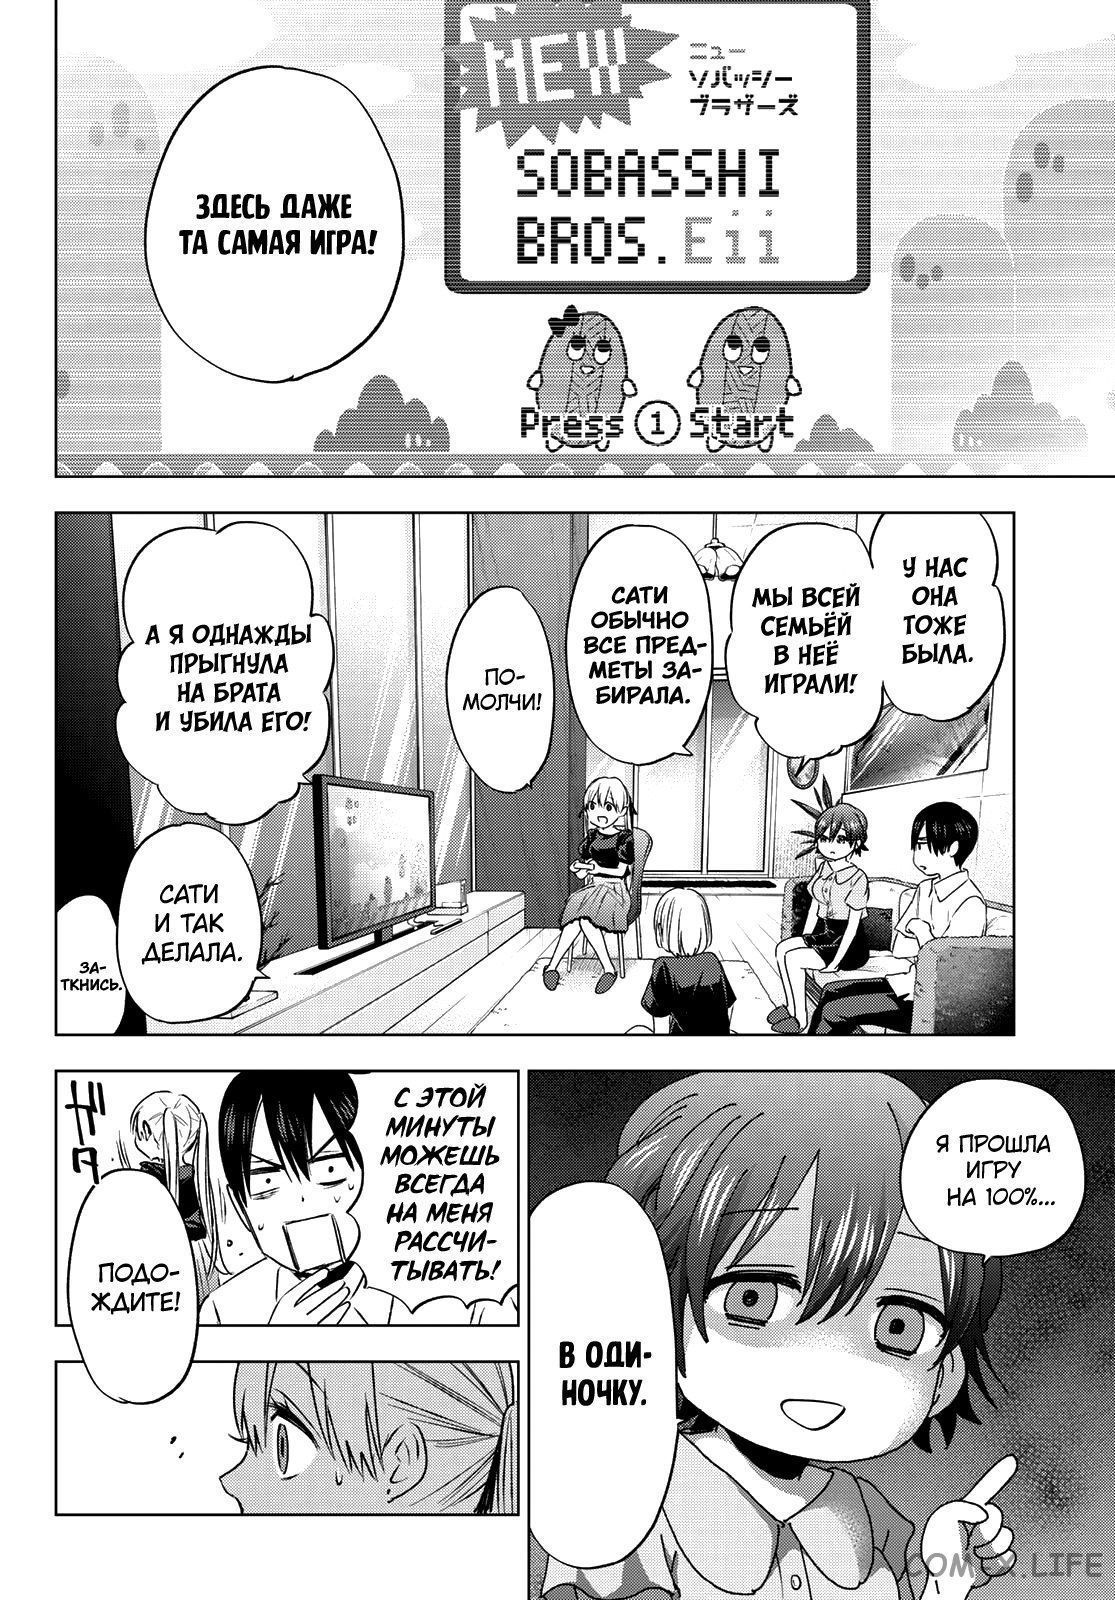 NEW
ニュー
ソバッシー
ブラザーズ
SOBASSHI
BROS. Eii
Press 1 Start
ЗДЕСЬ ДАЖЕ
ТА САМАЯ ИГРА!
У НАС
ОНА
ТОЖЕ
БЫЛА.
МЫ ВСЕЙ
СЕМЬЁЙ
В НЕЁ
ИГРАЛИ!
САТИ
ОБЫЧНО
ВСЕ ПРЕД-
МЕТЫ ЗА-
БИРАЛА.
ПО-
МОЛЧИ!
А Я ОДНАЖДЫ
ПРЫГНУЛА
НА БРАТА
И УБИЛА ЕГО!
САТИ
И ТАК
ДЕЛАЛА.
ЗА-
ТКНИСЬ.
Я ПРОШЛА
ИГРУ
НА 100%...
В ОДИ-
НОЧКУ.
С ЭТОЙ
МИНУТЫ
МОЖЕШЬ
ВСЕГДА
НА МЕНЯ
РАССЧИ-
ТЫВАТЬ!
ПОДО-
ЖДИТЕ!
COMEX.LIFE